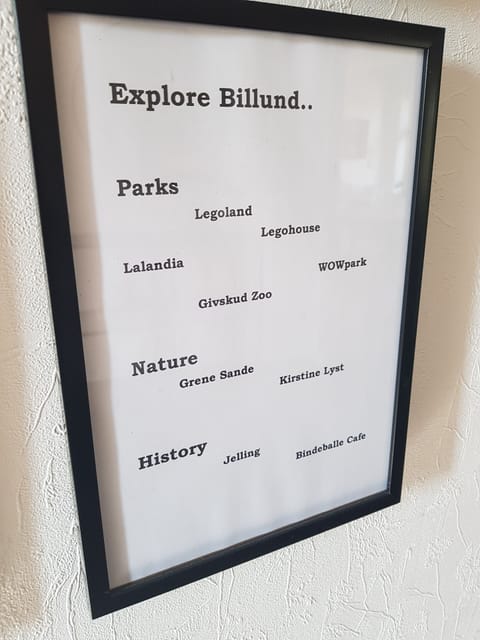 Explore Billund..
Parks
Legoland
Legohouse
Lalandia
WOWpark
Givskud Zoo
Nature
Grene Sande
Kirstine Lyst
History
Jelling
Bindeballe Cafe